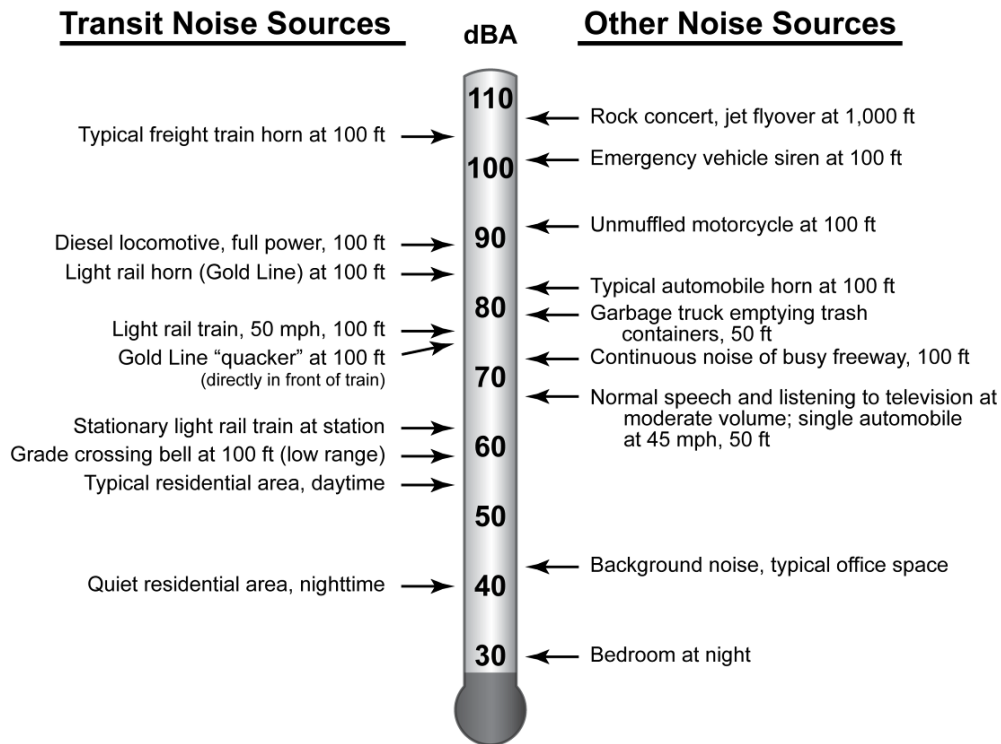 Transit Noise Sources
dBA
Other Noise Sources
110
Rock concert, jet flyover at 1,000 ft
Typical freight train horn at 100 ft
Emergency vehicle siren at 100 ft
100
Unmuffled motorcycle at 100 ft
Diesel locomotive, full power, 100 ft
90
Light rail horn (Gold Line) at 100 ft
Typical automobile horn at 100 ft
80
Garbage truck emptying trash
containers, 50 ft
Light rail train, 50 mph, 100 ft
Gold Line “quacker” at 100 ft
(directly in front of train)
Continuous noise of busy freeway, 100 ft
70
Normal speech and listening to television at
moderate volume; single automobile
at 45 mph, 50 ft
Stationary light rail train at station
60
Grade crossing bell at 100 ft (low range)
Typical residential area, daytime
50
Background noise, typical office space
Quiet residential area, nighttime
40
30
Bedroom at night